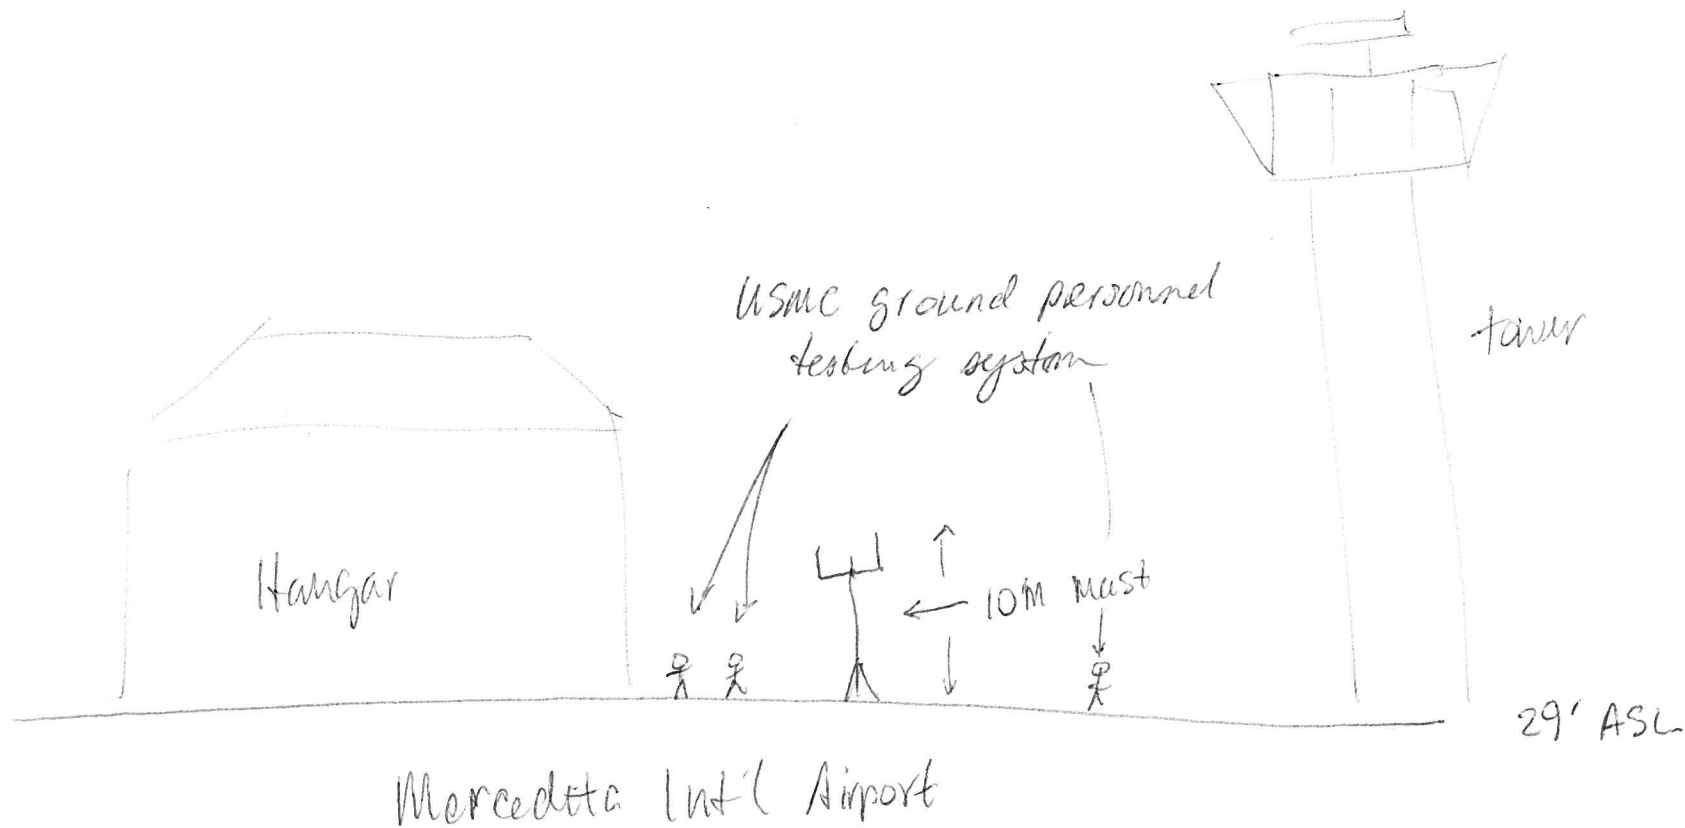 USMC ground personnel
testing system
tower
Hangar
10M mast
29' ASL
Mercedita Int'l Airport